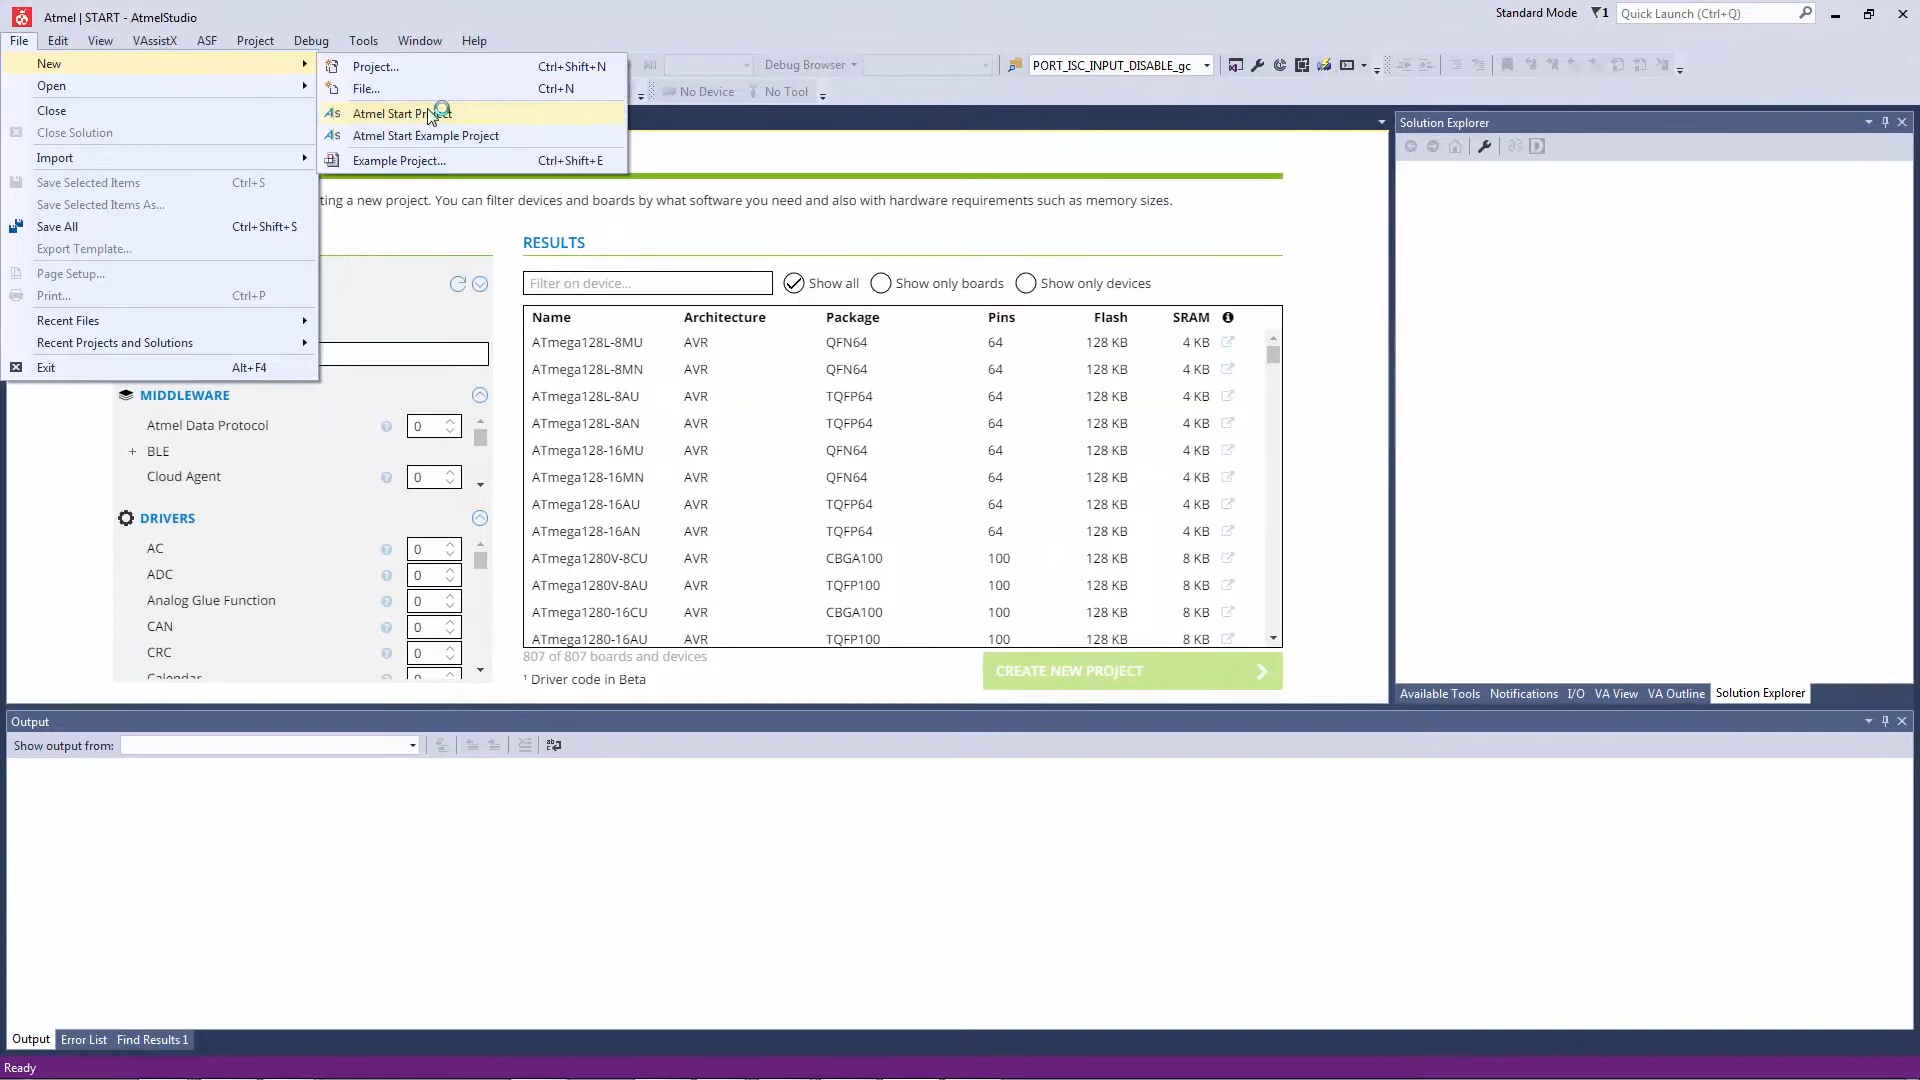 Atmel | START - AtmelStudio
Standard Mode
1
Quick Launch (Ctrl+Q)
File Edit View VAssistX ASF Project Debug Tools Window Help
New
Open
Close
Close Solution
Import
Save Selected Items Ctrl+S
Save Selected Items As...
Save All Ctrl+Shift+S
Export Template...
Page Setup...
Print... Ctrl+P
Recent Files
Recent Projects and Solutions
Exit Alt+F4
Project... Ctrl+Shift+N
File... Ctrl+N
Atmel Start Project
Atmel Start Example Project
Example Project... Ctrl+Shift+E
Debug Browser
PORT_ISC_INPUT_DISABLE_gc
No Device No Tool
ting a new project. You can filter devices and boards by what software you need and also with hardware requirements such as memory sizes.
MIDDLEWARE
Atmel Data Protocol 0
+ BLE
Cloud Agent 0
DRIVERS
AC 0
ADC 0
Analog Glue Function 0
CAN 0
CRC 0
Calendar 0
RESULTS
Filter on device... Show all Show only boards Show only devices
Name Architecture Package Pins Flash SRAM
ATmega128L-8MU AVR QFN64 64 128 KB 4 KB
ATmega128L-8MN AVR QFN64 64 128 KB 4 KB
ATmega128L-8AU AVR TQFP64 64 128 KB 4 KB
ATmega128L-8AN AVR TQFP64 64 128 KB 4 KB
ATmega128-16MU AVR QFN64 64 128 KB 4 KB
ATmega128-16MN AVR QFN64 64 128 KB 4 KB
ATmega128-16AU AVR TQFP64 64 128 KB 4 KB
ATmega128-16AN AVR TQFP64 64 128 KB 4 KB
ATmega1280V-8CU AVR CBGA100 100 128 KB 8 KB
ATmega1280V-8AU AVR TQFP100 100 128 KB 8 KB
ATmega1280-16CU AVR CBGA100 100 128 KB 8 KB
ATmega1280-16AU AVR TQFP100 100 128 KB 8 KB
807 of 807 boards and devices
¹ Driver code in Beta
CREATE NEW PROJECT
Solution Explorer
Available Tools Notifications I/O VA View VA Outline Solution Explorer
Output
Show output from:
Output Error List Find Results 1
Ready